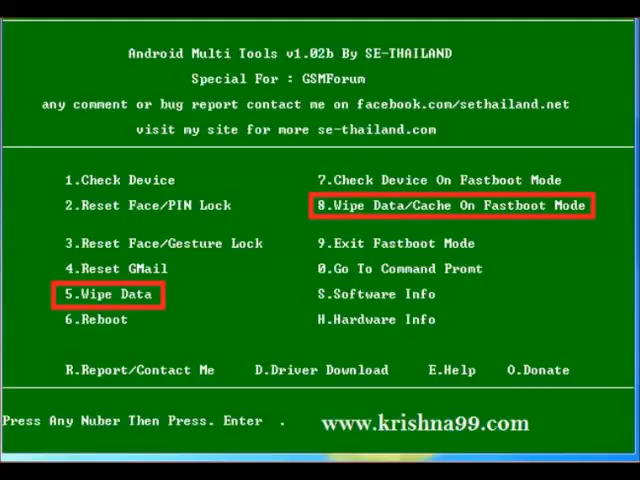 Android Multi Tools v1.02b By SE-THAILAND
Special For : GSMForum
any comment or bug report contact me on facebook.com/sethailand.net
visit my site for more se-thailand.com
1.Check Device 7.Check Device On Fastboot Mode
2.Reset Face/PIN Lock 8.Wipe Data/Cache On Fastboot Mode
3.Reset Face/Gesture Lock 9.Exit Fastboot Mode
4.Reset GMail 0.Go To Command Promt
5.Wipe Data S.Software Info
6.Reboot H.Hardware Info
R.Report/Contact Me D.Driver Download E.Help O.Donate
Press Any Nuber Then Press. Enter .
www.krishna99.com